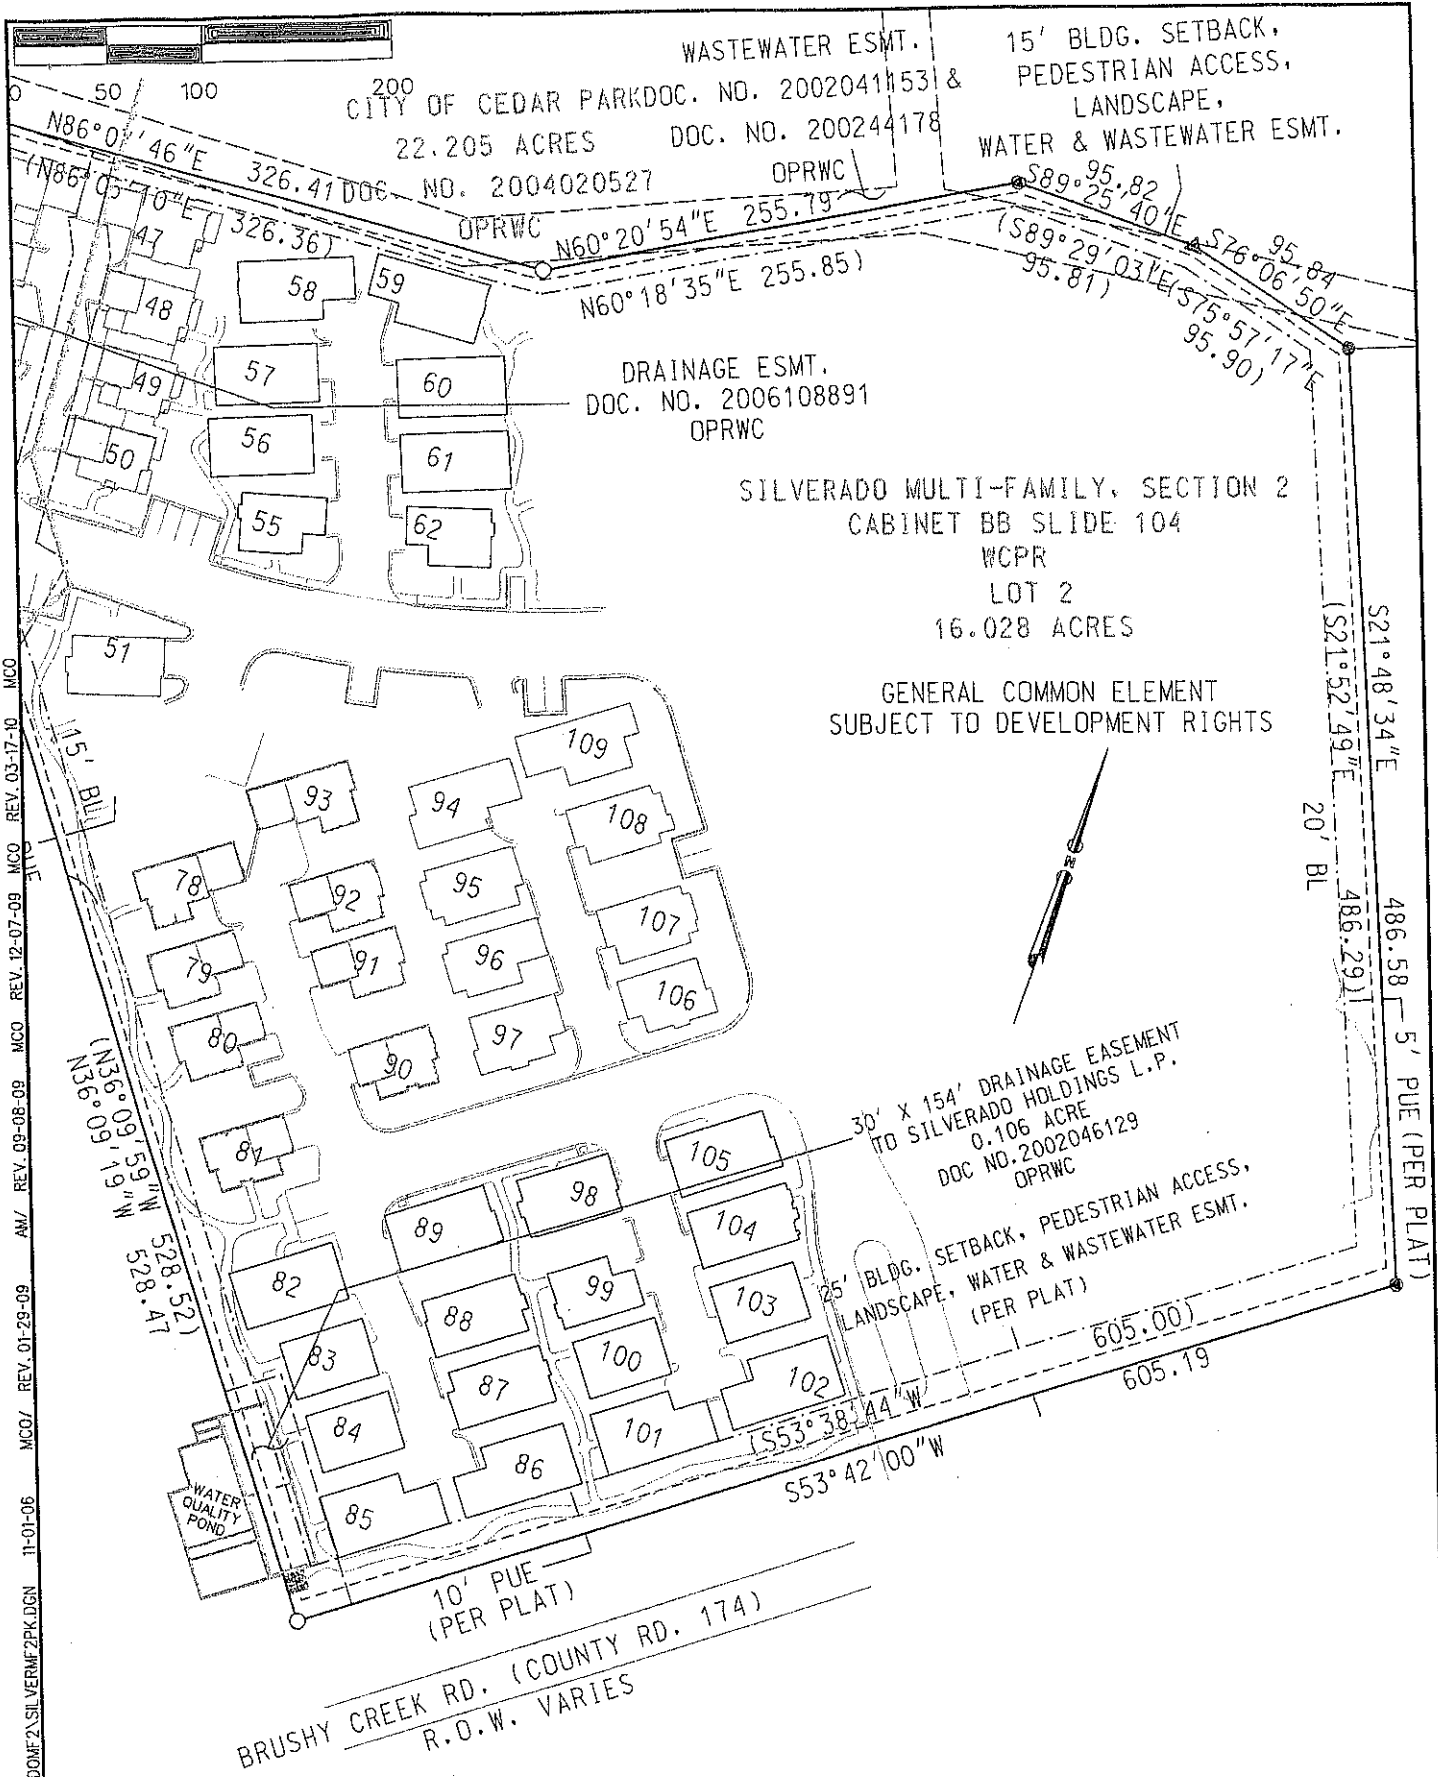 0 50 100 200
WASTEWATER ESMT.
CITY OF CEDAR PARK DOC. NO. 2002041153 &
22.205 ACRES DOC. NO. 200244178
DOC. NO. 2004020527 OPRWC
OPRWC
15' BLDG. SETBACK,
PEDESTRIAN ACCESS,
LANDSCAPE,
WATER & WASTEWATER ESMT.
326.41
326.36)
N60°20'54"E 255.79
N60°18'35"E 255.85)
95.82
S89°25'40"E
(S89°29'03"E
95.81)
95.84
S76°06'50"E
(S75°57'17"E
95.90)
47
48
49
50
58
59
57
60
56
61
55
62
51
DRAINAGE ESMT.
DOC. NO. 2006108891
OPRWC
SILVERADO MULTI-FAMILY, SECTION 2
CABINET BB SLIDE 104
WCPR
LOT 2
16.028 ACRES
GENERAL COMMON ELEMENT
SUBJECT TO DEVELOPMENT RIGHTS
S21°48'34"E 486.58
(S21°52'49"E 486.29)
20' BL
5' PUE (PER PLAT)
N
15' BL
109
93
94
108
78
92
95
107
79
91
96
106
80
90
97
81
105
98
89
104
82
99
88
103
83
100
87
102
84
101
86
85
30' X 154' DRAINAGE EASEMENT
TO SILVERADO HOLDINGS L.P.
0.106 ACRE
DOC NO.2002046129
OPRWC
25' BLDG. SETBACK, PEDESTRIAN ACCESS,
LANDSCAPE, WATER & WASTEWATER ESMT.
(PER PLAT)
(N36°09'59"W 528.52)
N36°09'19"W 528.47
(S53°38'44"W 605.00)
S53°42'00"W 605.19
WATER
QUALITY
POND
10' PUE
(PER PLAT)
BRUSHY CREEK RD. (COUNTY RD. 174)
R.O.W. VARIES
DOMF2\SILVERMF2PK.DGN 11-01-06 MCO/ REV. 01-29-09 AM/ REV. 09-08-09 MCO REV. 12-07-09 MCO REV. 03-17-10 MCO